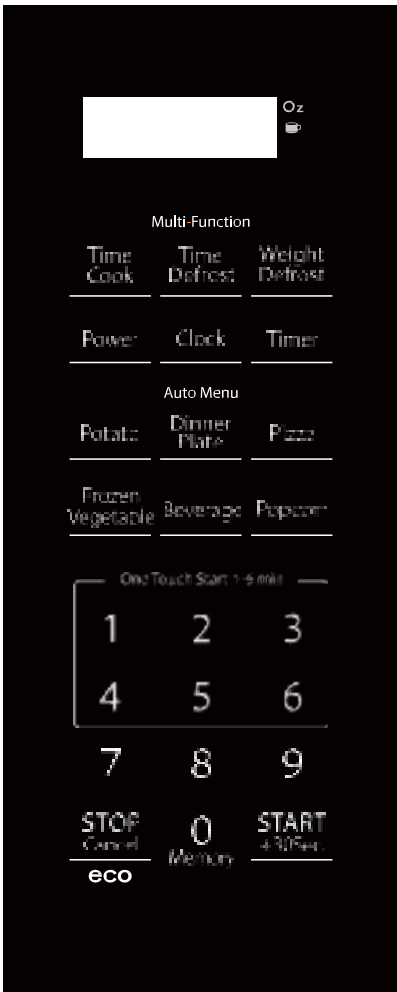 Oz
Multi-Function
Time Time Weight
Cook Defrost Defrost
Power Clock Timer
Auto Menu
Potato Dinner Plate Pizza
Frozen Vegetable Beverage Popcorn
One Touch Start 1-6 min
1 2 3
4 5 6
7 8 9
STOP 0 START
Cancel Memory +30Sec.
eco